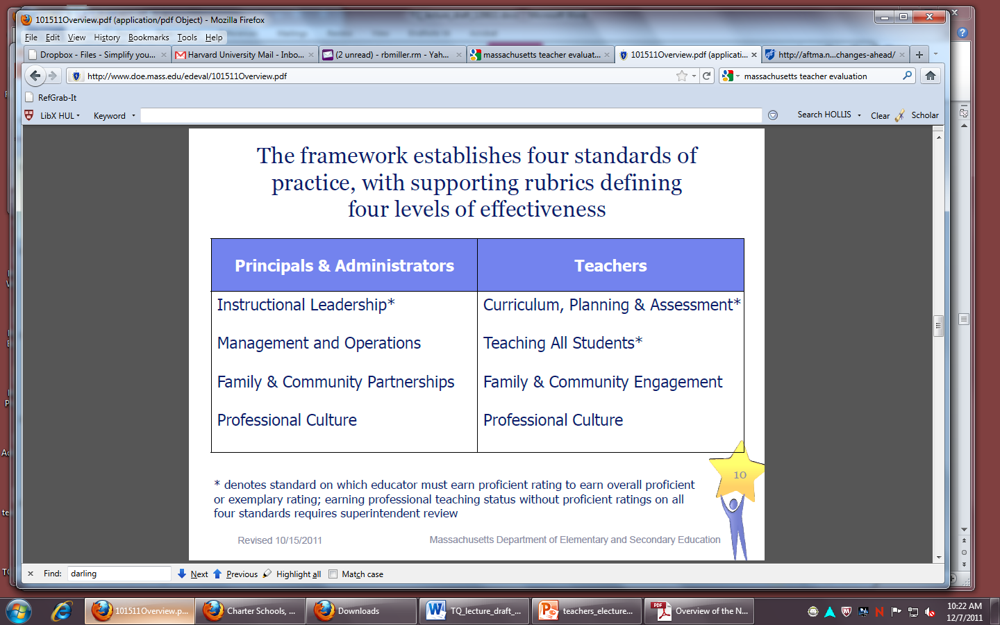 101511Overview.pdf (application/pdf Object) - Mozilla Firefox
File Edit View History Bookmarks Tools Help
Dropbox - Files - Simplify you... Harvard University Mail - Inbo... (2 unread) - rbmiller.rm - Yah... massachusetts teacher evaluat... 101511Overview.pdf (applicati... http://aftma.n...changes-ahead/
http://www.doe.mass.edu/edeval/101511Overview.pdf massachusetts teacher evaluation
RefGrab-It
LibX HUL Keyword Search HOLLIS Clear Scholar
The framework establishes four standards of
practice, with supporting rubrics defining
four levels of effectiveness
Principals & Administrators Teachers
Instructional Leadership* Curriculum, Planning & Assessment*
Management and Operations Teaching All Students*
Family & Community Partnerships Family & Community Engagement
Professional Culture Professional Culture
10
* denotes standard on which educator must earn proficient rating to earn overall proficient
or exemplary rating; earning professional teaching status without proficient ratings on all
four standards requires superintendent review
Revised 10/15/2011 Massachusetts Department of Elementary and Secondary Education
Find: darling Next Previous Highlight all Match case
101511Overview.p... Charter Schools, ... Downloads TQ_lecture_draft_... teachers_electure... PDF Overview of the N... 10:22 AM
12/7/2011